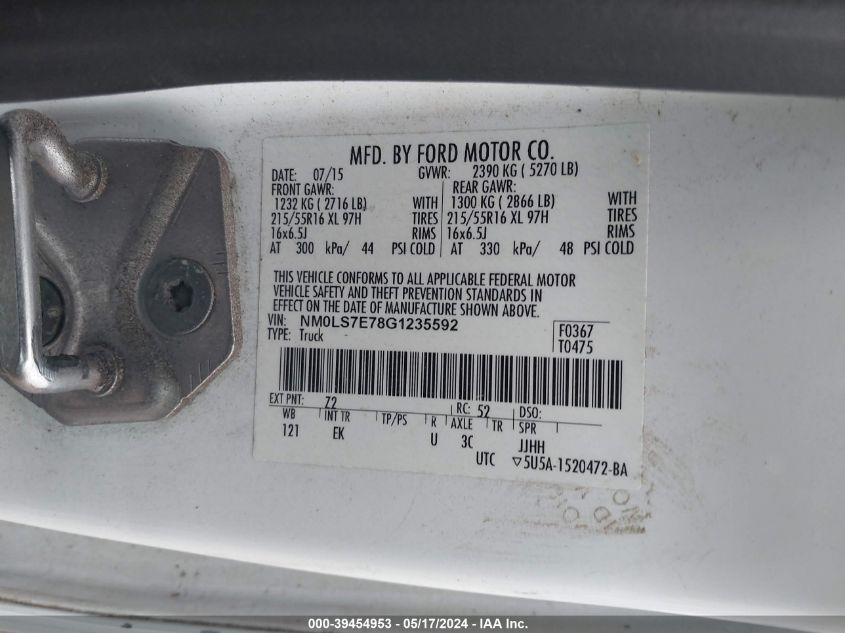 MFD. BY FORD MOTOR CO.
DATE: 07/15 GVWR: 2390 KG ( 5270 LB)
FRONT GAWR: REAR GAWR:
1232 KG ( 2716 LB) WITH 1300 KG ( 2866 LB) WITH
215/55R16 XL 97H TIRES 215/55R16 XL 97H TIRES
16x6.5J RIMS 16x6.5J RIMS
AT 300 kPa/ 44 PSI COLD AT 330 kPa/ 48 PSI COLD
THIS VEHICLE CONFORMS TO ALL APPLICABLE FEDERAL MOTOR
VEHICLE SAFETY AND THEFT PREVENTION STANDARDS IN
EFFECT ON THE DATE OF MANUFACTURE SHOWN ABOVE.
VIN: NM0LS7E78G1235592 F0367
TYPE: Truck T0475
EXT PNT: Z2 RC: 52 DSO:
WB INT TR TP/PS R AXLE TR SPR
121 EK U 3C JJHH
UTC ▽5U5A-1520472-BA
000-39454953 - 05/17/2024 - IAA Inc.